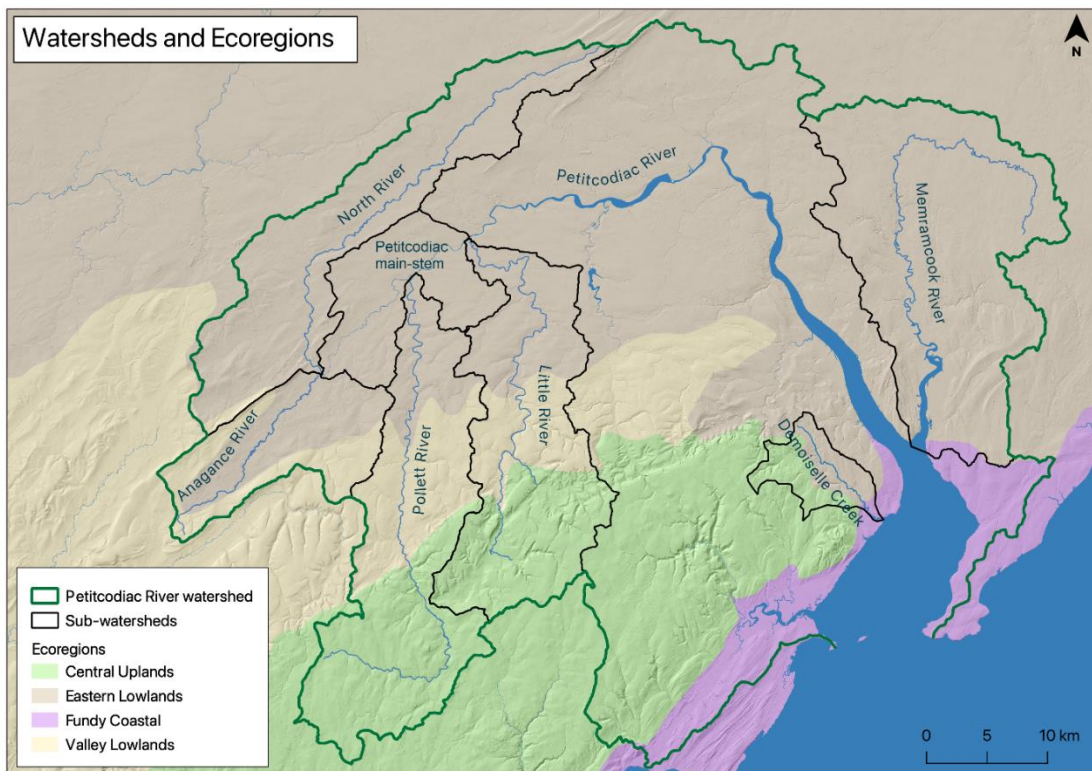 Watersheds and Ecoregions
N
North River
Petitcodiac River
Memramcook River
Petitcodiac
main-stem
Little River
Anagance River
Pollett River
Demoiselle Creek
Petitcodiac River watershed
Sub-watersheds
Ecoregions
Central Uplands
Eastern Lowlands
Fundy Coastal
Valley Lowlands
0 5 10 km